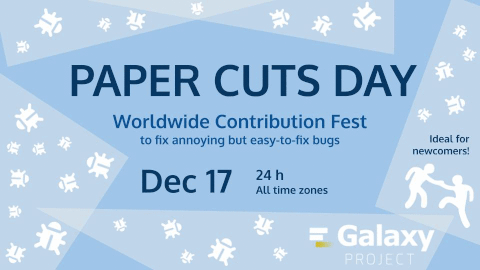 PAPER CUTS DAY
Worldwide Contribution Fest
to fix annoying but easy-to-fix bugs
Dec 17
24 h
All time zones
Ideal for
newcomers!
Galaxy
PROJECT